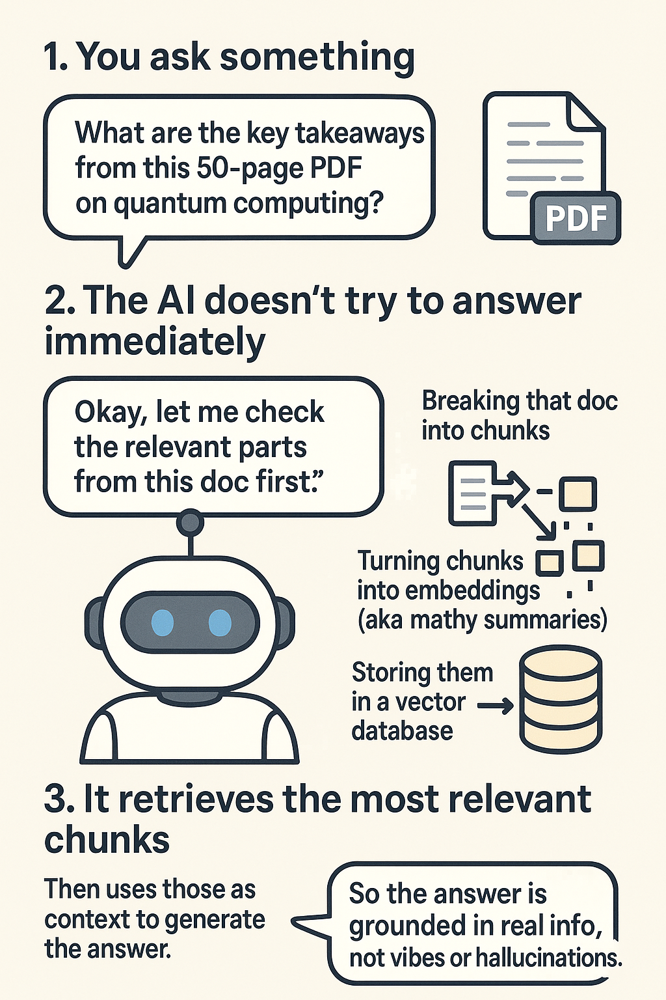 1. You ask something
What are the key takeaways
from this 50-page PDF
on quantum computing?
PDF
2. The AI doesn‘t try to answer
immediately
Okay, let me check
the relevant parts
from this doc first.”
Breaking that doc
into chunks
Turning chunks
into embeddings
(aka mathy summaries)
Storing them
in a vector
database
3. It retrieves the most relevant
chunks
Then uses those as
context to generate
the answer.
So the answer is
grounded in real info,
not vibes or hallucinations.